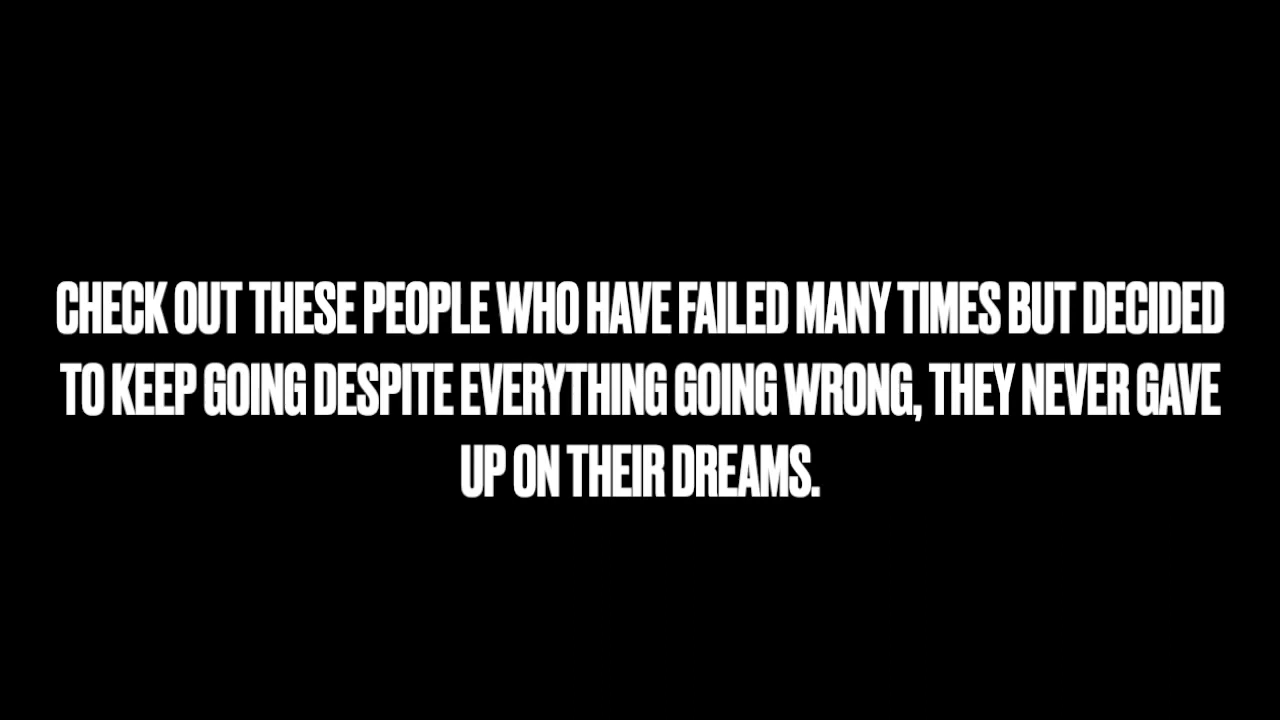 CHECK OUT THESE PEOPLE WHO HAVE FAILED MANY TIMES BUT DECIDED
TO KEEP GOING DESPITE EVERYTHING GOING WRONG, THEY NEVER GAVE
UP ON THEIR DREAMS.